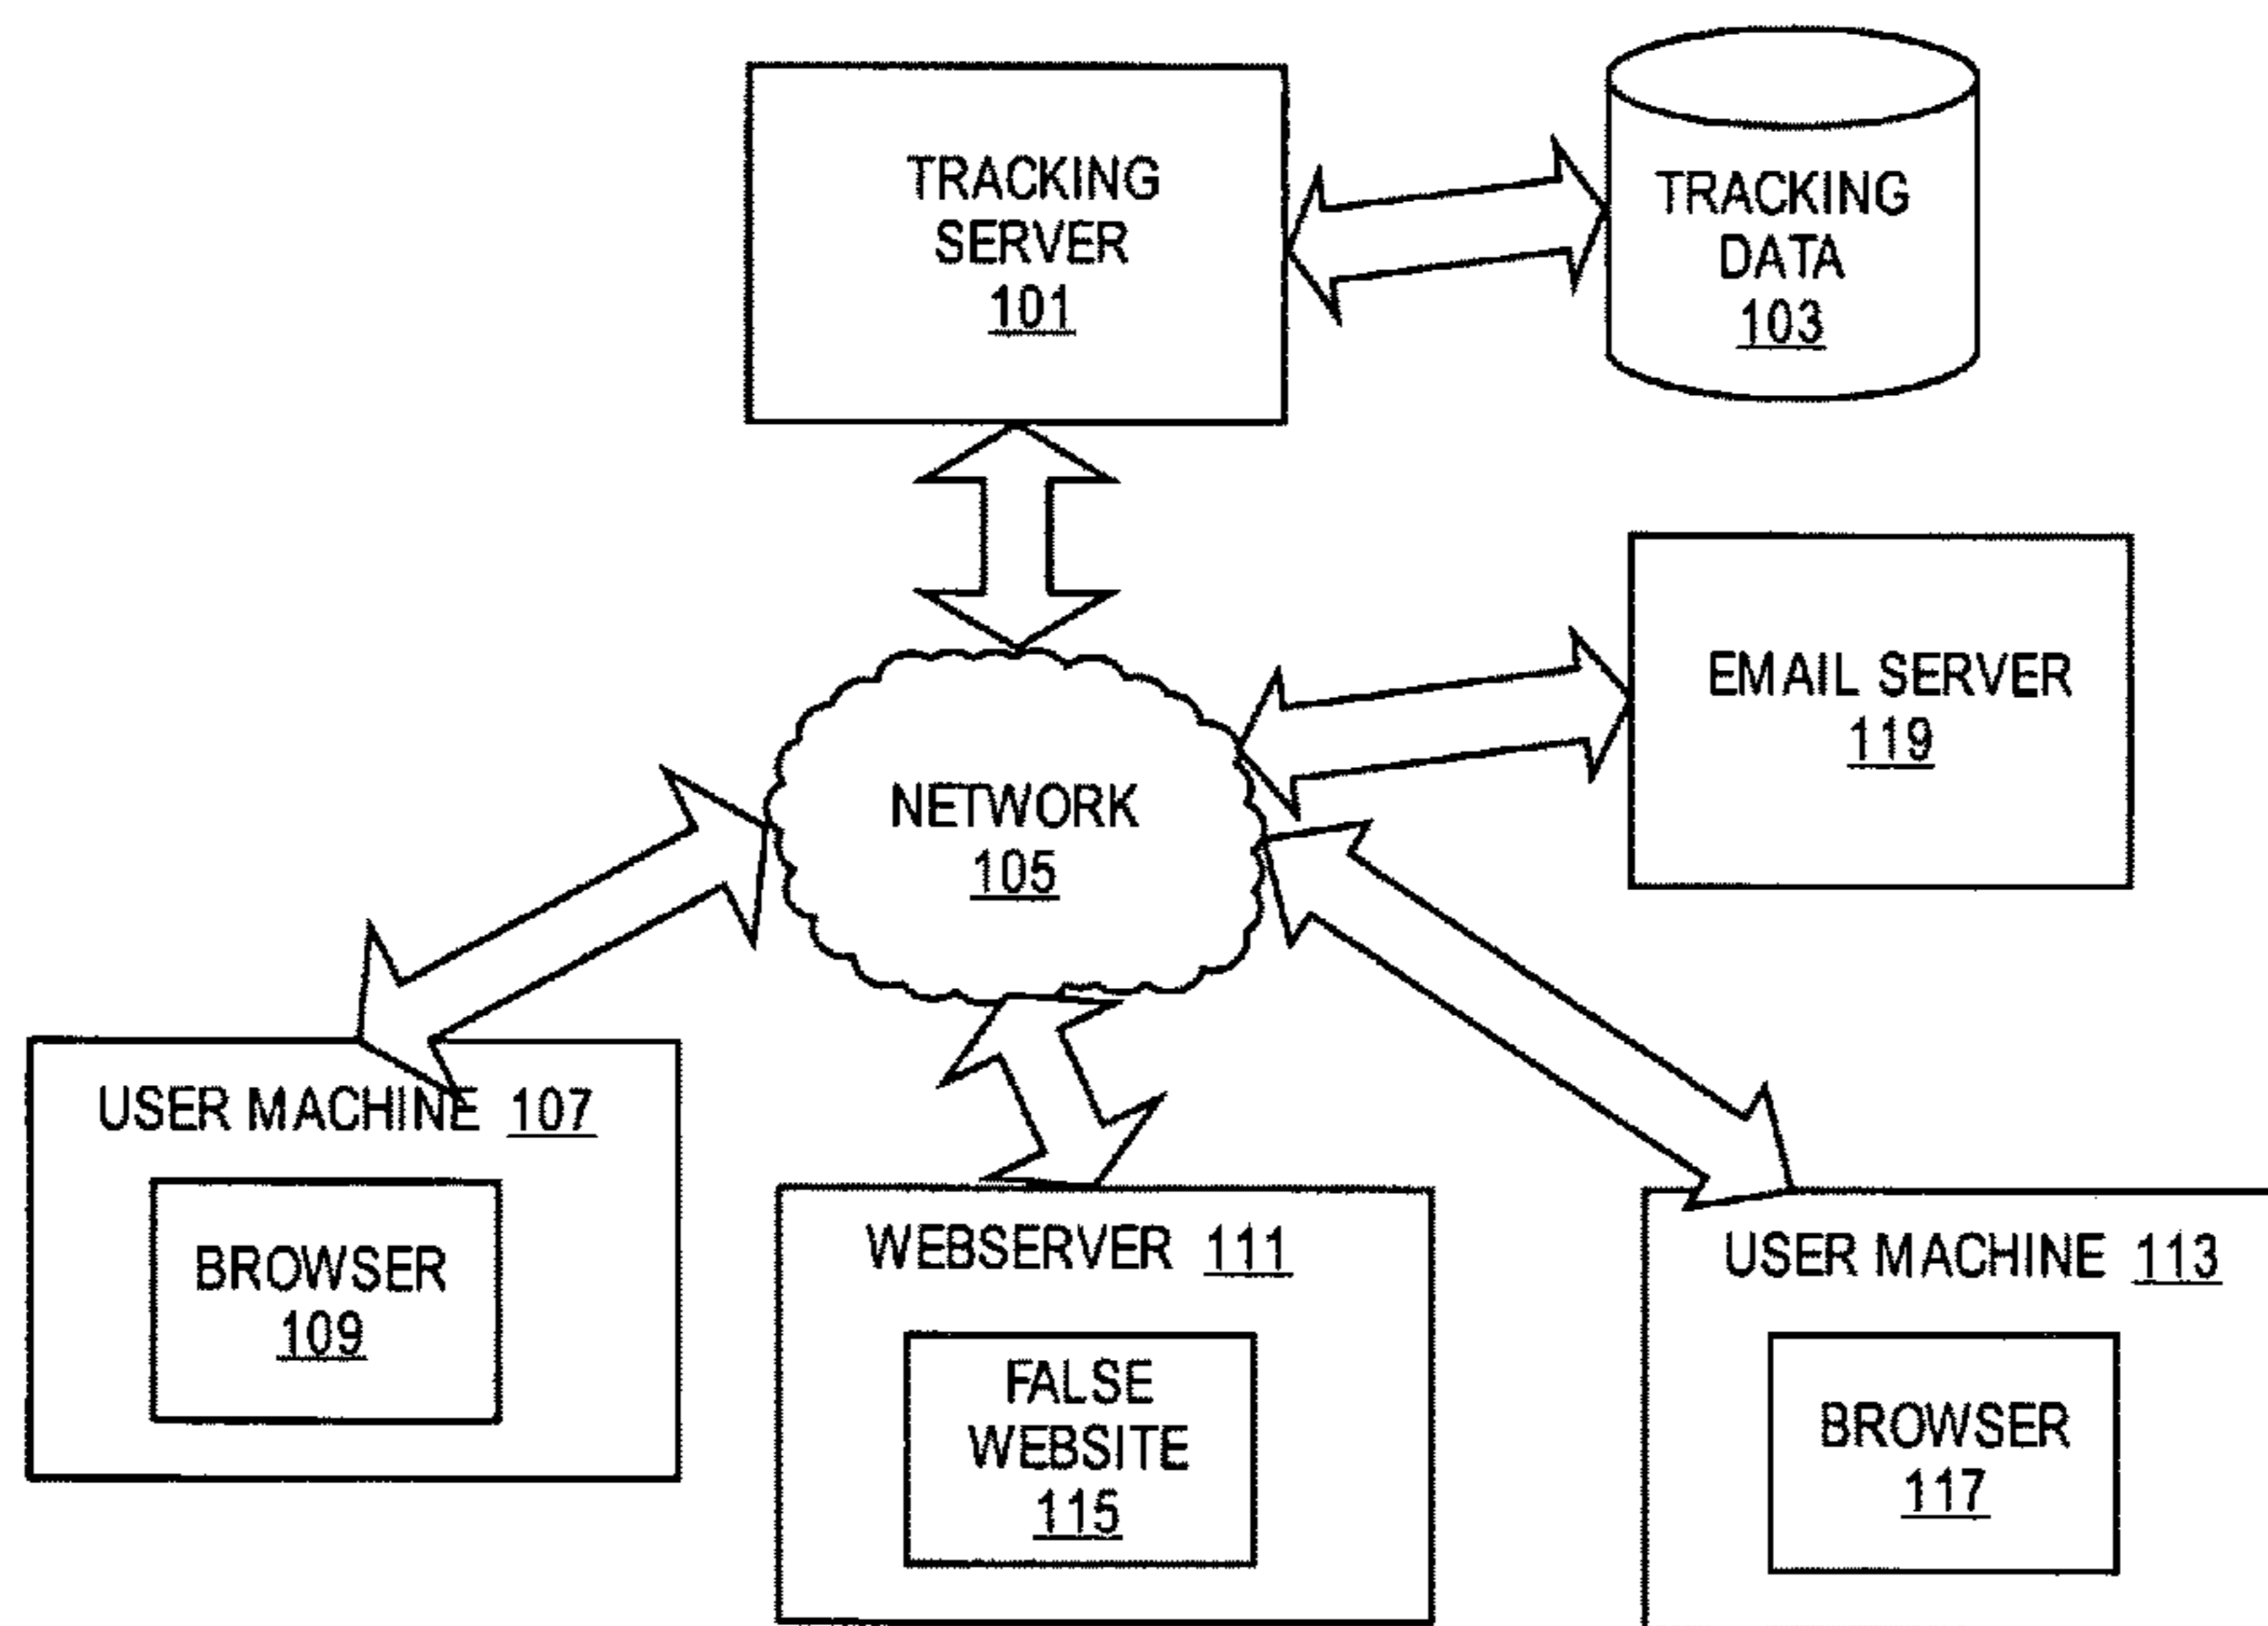 TRACKING
SERVER
101
TRACKING
DATA
103
EMAIL SERVER
119
NETWORK
105
USER MACHINE 107
BROWSER
109
WEBSERVER 111
FALSE
WEBSITE
115
USER MACHINE 113
BROWSER
117